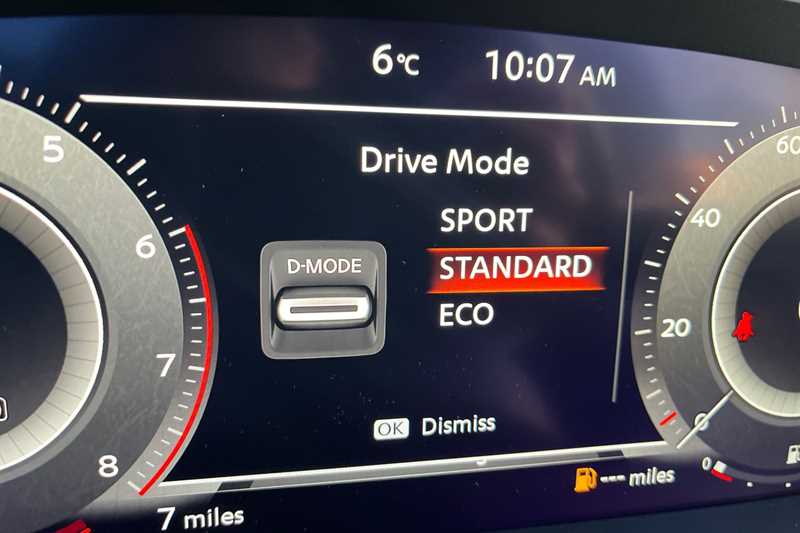 6°C
10:07 AM
Drive Mode
SPORT
STANDARD
ECO
D-MODE
OK Dismiss
5
6
7
8
60
40
20
0
0
--- miles
7 miles